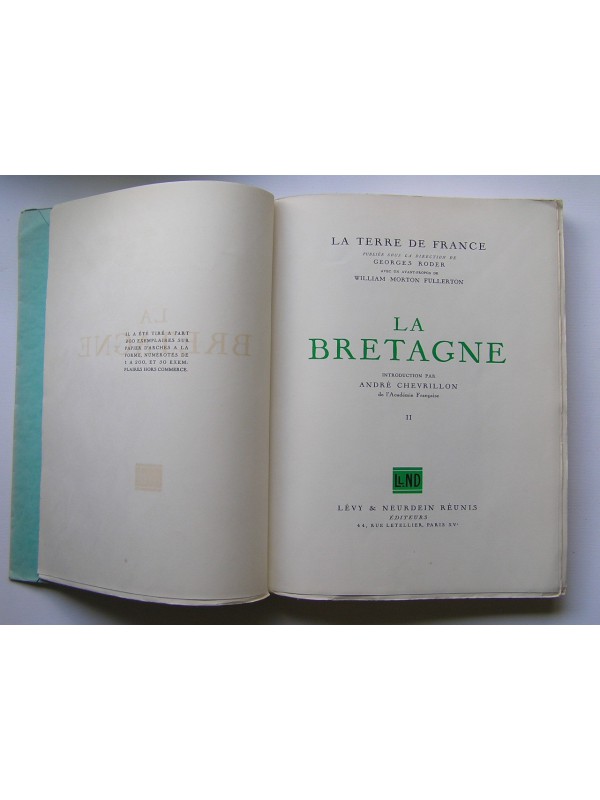 IL A ÉTÉ TIRÉ, A PART
200 EXEMPLAIRES SUR
PAPIER D'ARCHES A LA
FORME, NUMÉROTÉS DE
1 A 200, ET 30 EXEM-
PLAIRES HORS COMMERCE.
LA TERRE DE FRANCE
PUBLIÉE SOUS LA DIRECTION DE
GEORGES RODER
AVEC UN AVANT-PROPOS DE
WILLIAM MORTON FULLERTON
LA
BRETAGNE
INTRODUCTION PAR
ANDRÉ CHEVRILLON
de l'Académie Française
II
LL.ND
LÉVY & NEURDEIN RÉUNIS
ÉDITEURS
44, RUE LETELLIER, PARIS XVe